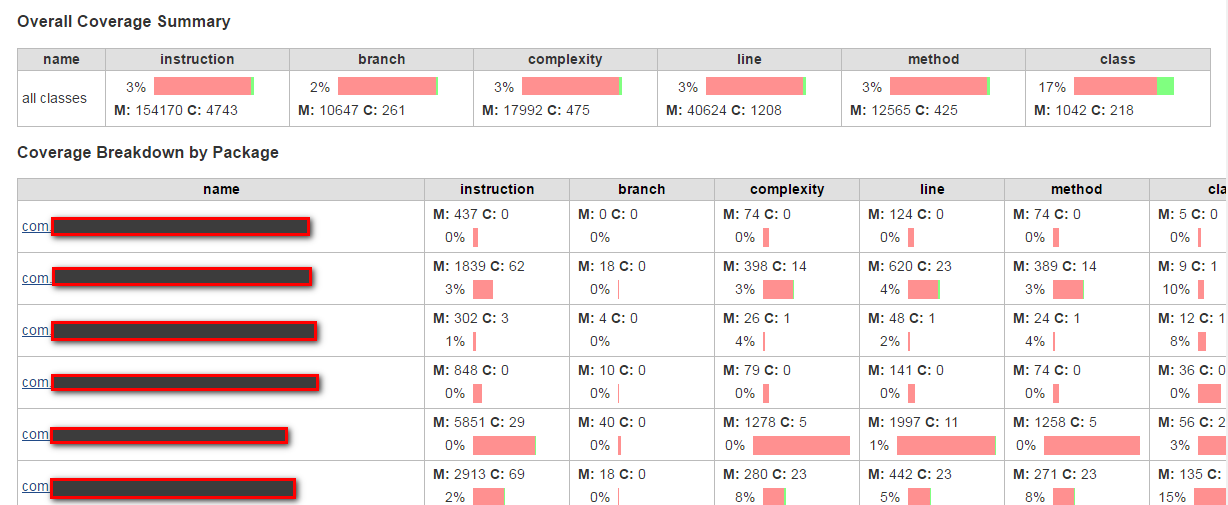 Overall Coverage Summary
name instruction branch complexity line method class
all classes 3% 2% 3% 3% 3% 17%
M: 154170 C: 4743 M: 10647 C: 261 M: 17992 C: 475 M: 40624 C: 1208 M: 12565 C: 425 M: 1042 C: 218
Coverage Breakdown by Package
name instruction branch complexity line method cla
com. M: 437 C: 0 M: 0 C: 0 M: 74 C: 0 M: 124 C: 0 M: 74 C: 0 M: 5 C: 0
0% 0% 0% 0% 0% 0%
com. M: 1839 C: 62 M: 18 C: 0 M: 398 C: 14 M: 620 C: 23 M: 389 C: 14 M: 9 C: 1
3% 0% 3% 4% 3% 10%
com. M: 302 C: 3 M: 4 C: 0 M: 26 C: 1 M: 48 C: 1 M: 24 C: 1 M: 12 C: 1
1% 0% 4% 2% 4% 8%
com. M: 848 C: 0 M: 10 C: 0 M: 79 C: 0 M: 141 C: 0 M: 74 C: 0 M: 36 C: 0
0% 0% 0% 0% 0% 0%
com. M: 5851 C: 29 M: 40 C: 0 M: 1278 C: 5 M: 1997 C: 11 M: 1258 C: 5 M: 56 C: 2
0% 0% 0% 1% 0% 3%
com. M: 2913 C: 69 M: 18 C: 0 M: 280 C: 23 M: 442 C: 23 M: 271 C: 23 M: 135 C:
2% 0% 8% 5% 8% 15%